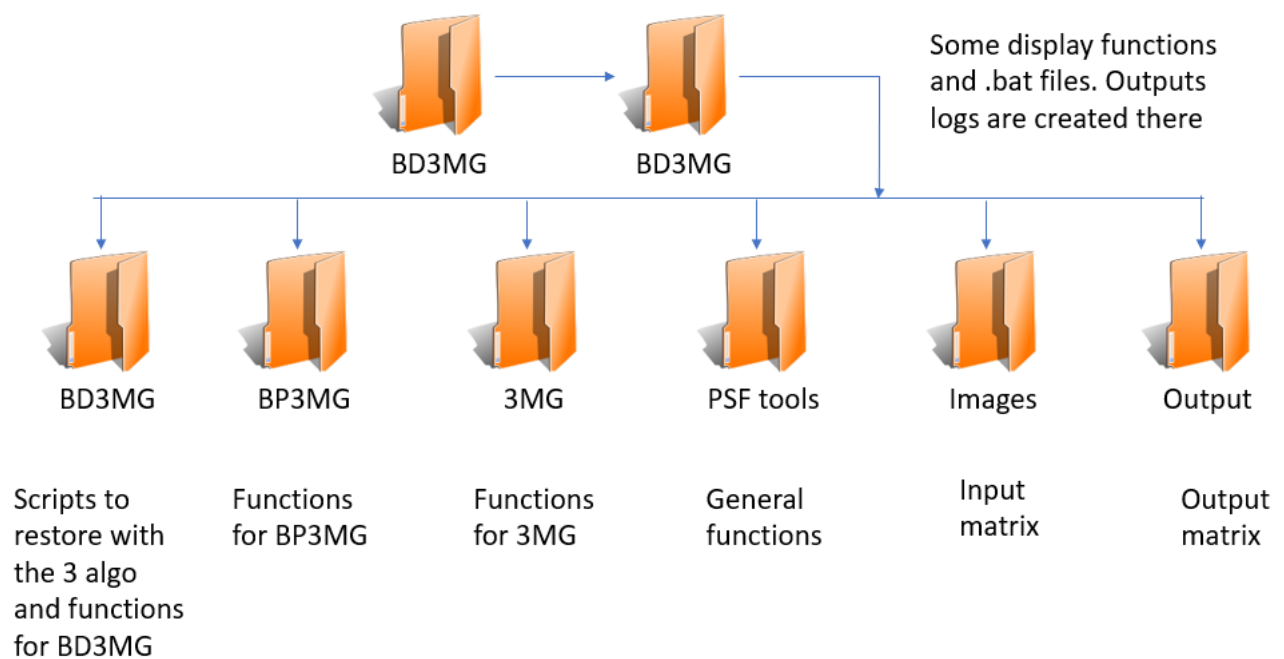 Some display functions
and .bat files. Outputs
logs are created there
BD3MG
BD3MG
BD3MG
BP3MG
3MG
PSF tools
Images
Output
Scripts to
restore with
the 3 algo
and functions
for BD3MG
Functions
for BP3MG
Functions
for 3MG
General
functions
Input
matrix
Output
matrix